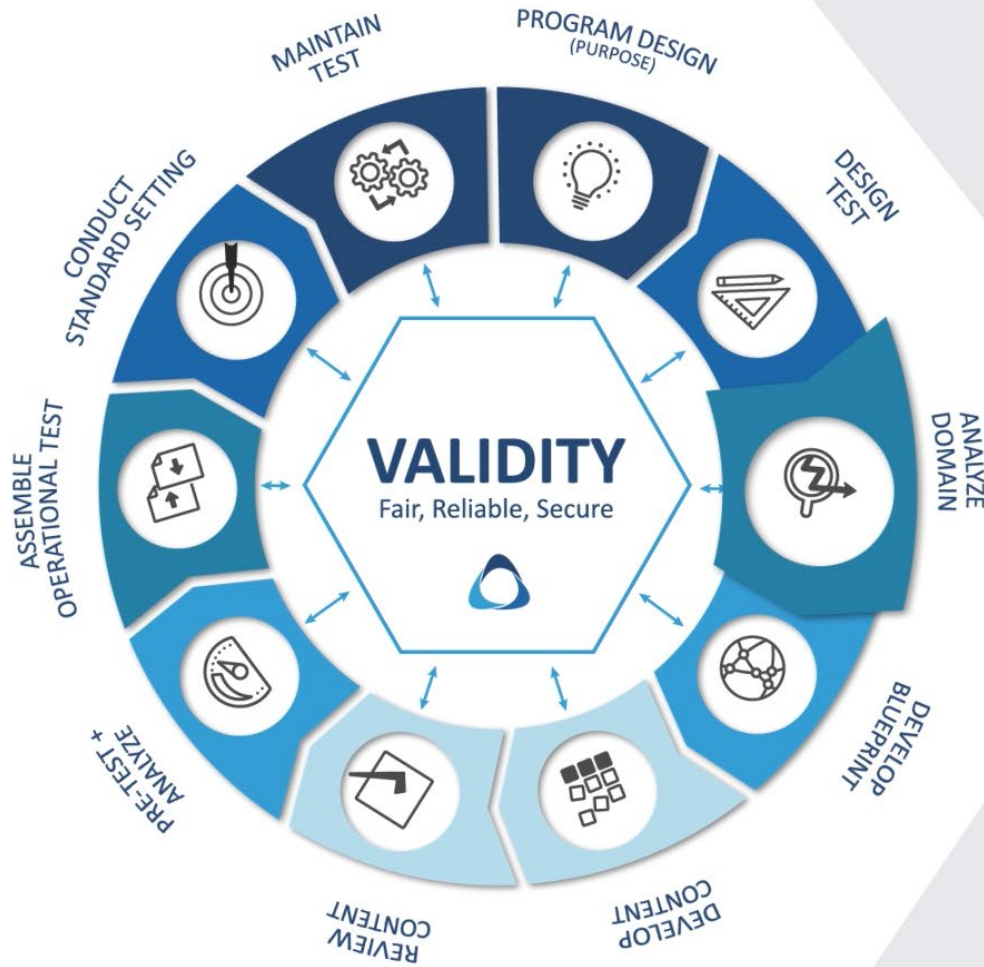 PROGRAM DESIGN
(PURPOSE)
DESIGN
TEST
ANALYZE
DOMAIN
DEVELOP
BLUEPRINT
DEVELOP
CONTENT
REVIEW
CONTENT
PRE TEST +
ANALYZE
ASSEMBLE
OPERATIONAL TEST
CONDUCT
STANDARD SETTING
MAINTAIN
TEST
VALIDITY
Fair, Reliable, Secure